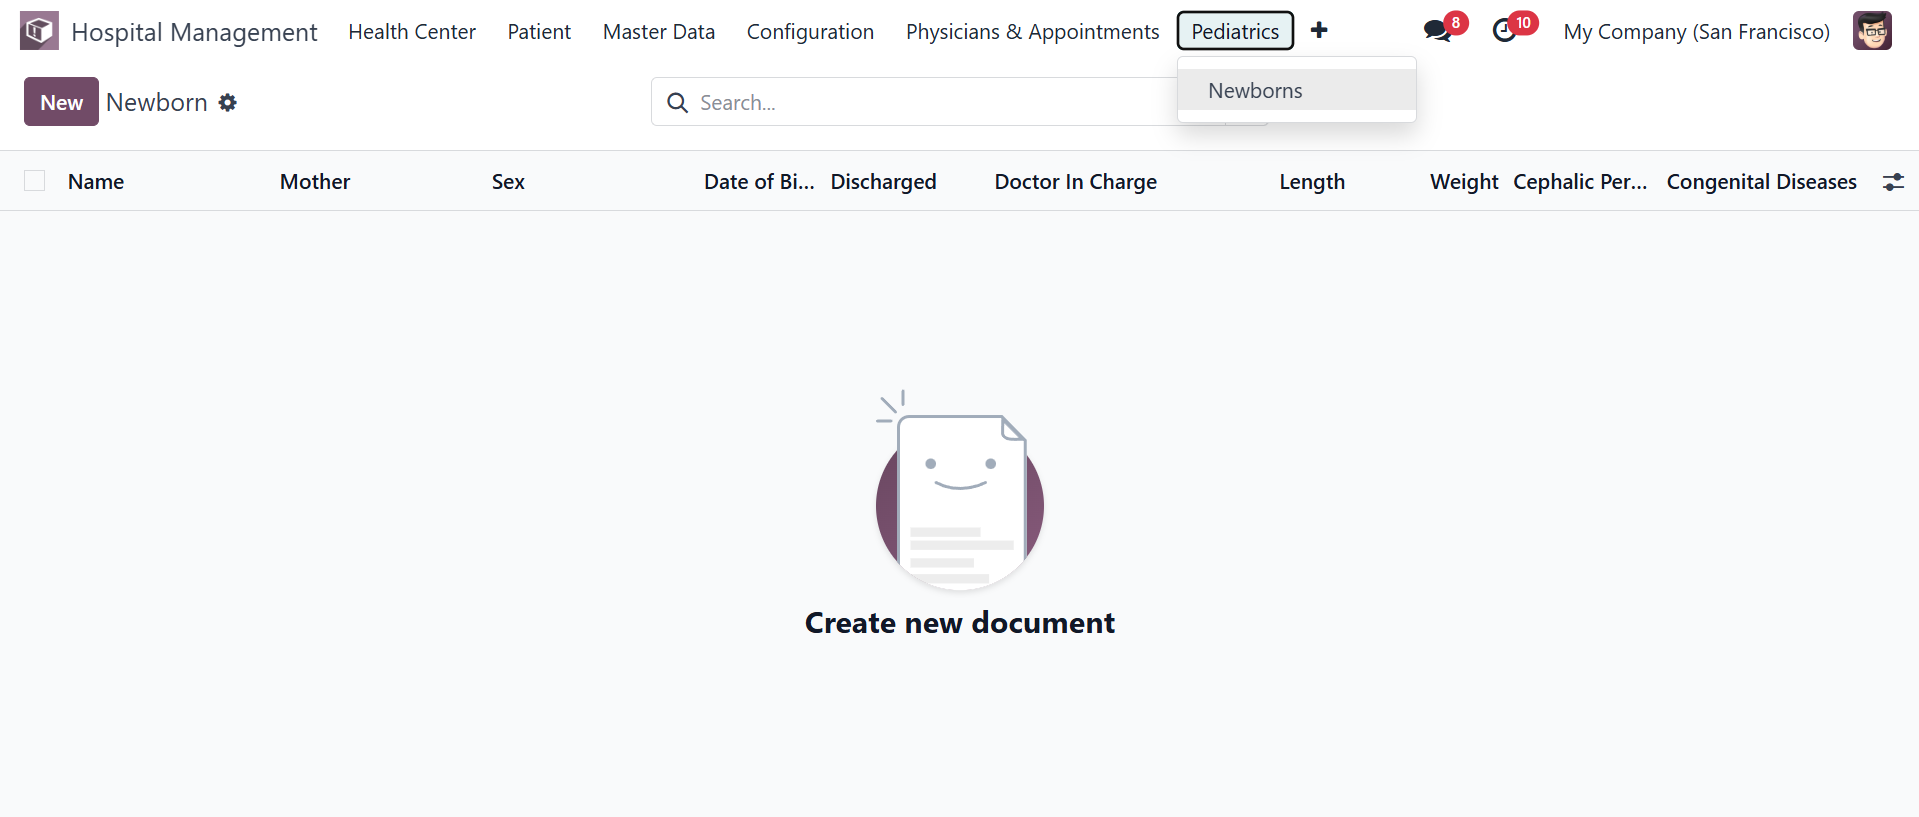 Hospital Management Health Center Patient Master Data Configuration Physicians & Appointments Pediatrics 8 10 My Company (San Francisco)
New Newborn Search...
Newborns
Name Mother Sex Date of Bi... Discharged Doctor In Charge Length Weight Cephalic Per... Congenital Diseases
Create new document